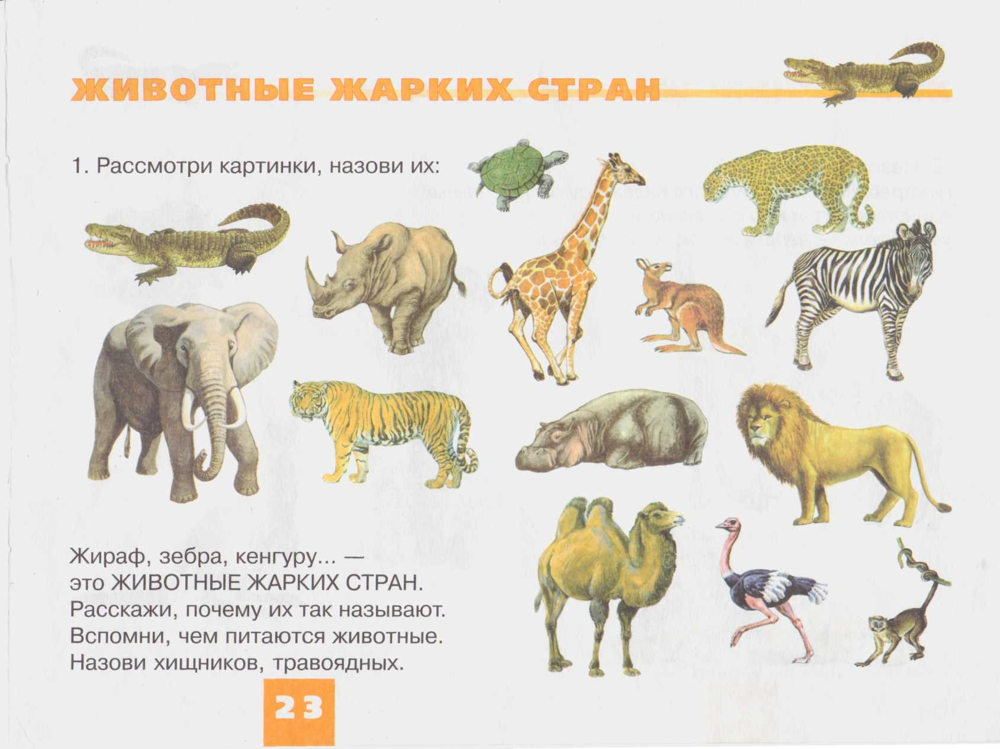 ЖИВОТНЫЕ ЖАРКИХ СТРАН
1. Рассмотри картинки, назови их:
Жираф, зебра, кенгуру... —
это ЖИВОТНЫЕ ЖАРКИХ СТРАН.
Расскажи, почему их так называют.
Вспомни, чем питаются животные.
Назови хищников, травоядных.
23